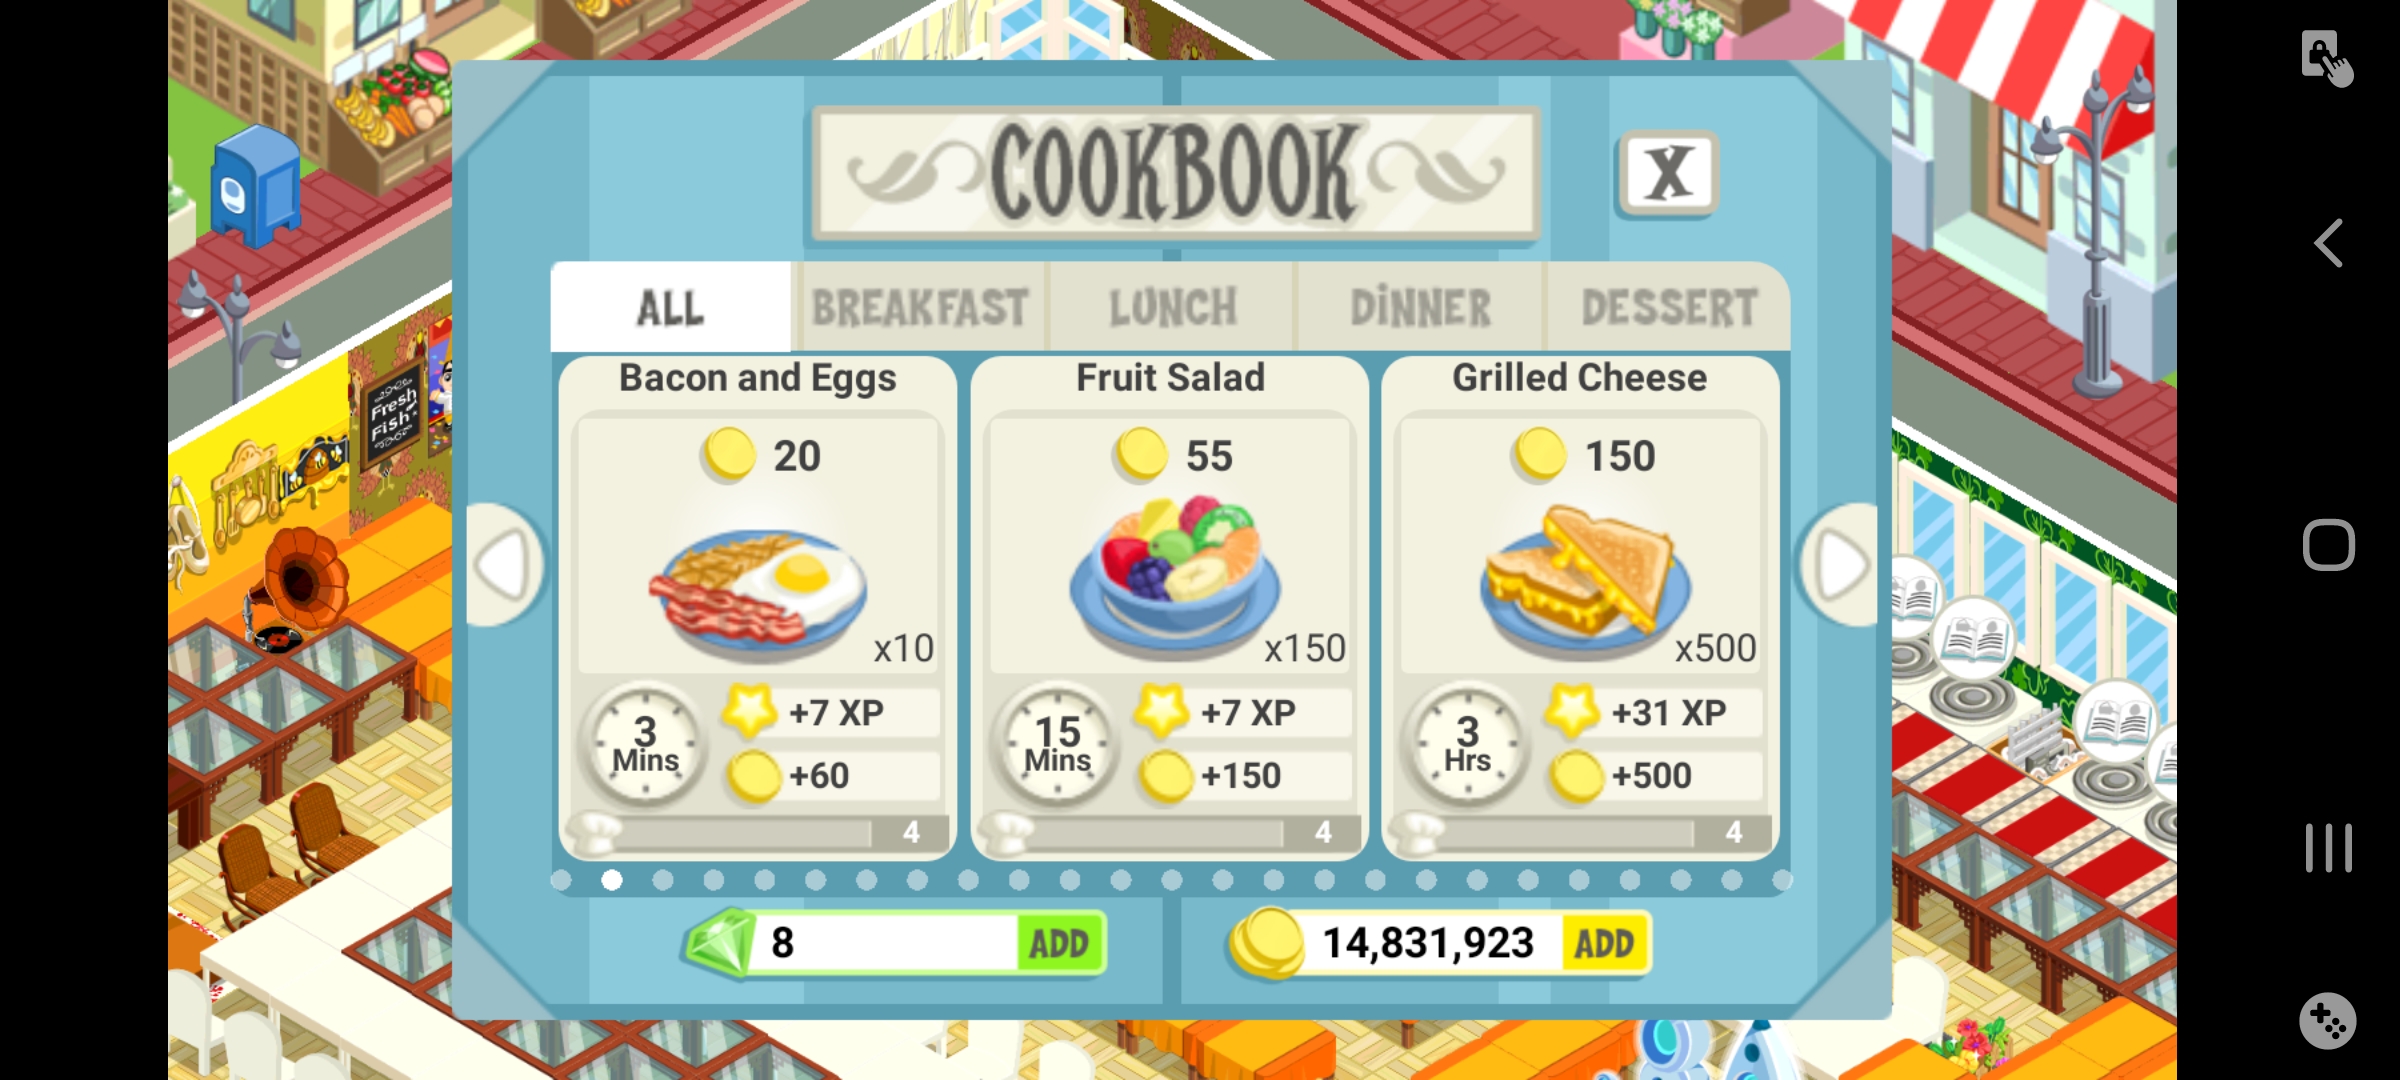 COOKBOOK
X
ALL BREAKFAST LUNCH DINNER DESSERT
Bacon and Eggs
20
x10
3 Mins
+7 XP
+60
4
Fruit Salad
55
x150
15 Mins
+7 XP
+150
4
Grilled Cheese
150
x500
3 Hrs
+31 XP
+500
4
8 ADD
14,831,923 ADD
Fresh
Fish